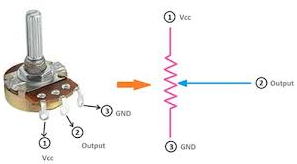 1 Vcc
2 Output
3 GND
1
Vcc
2
Output
3 GND